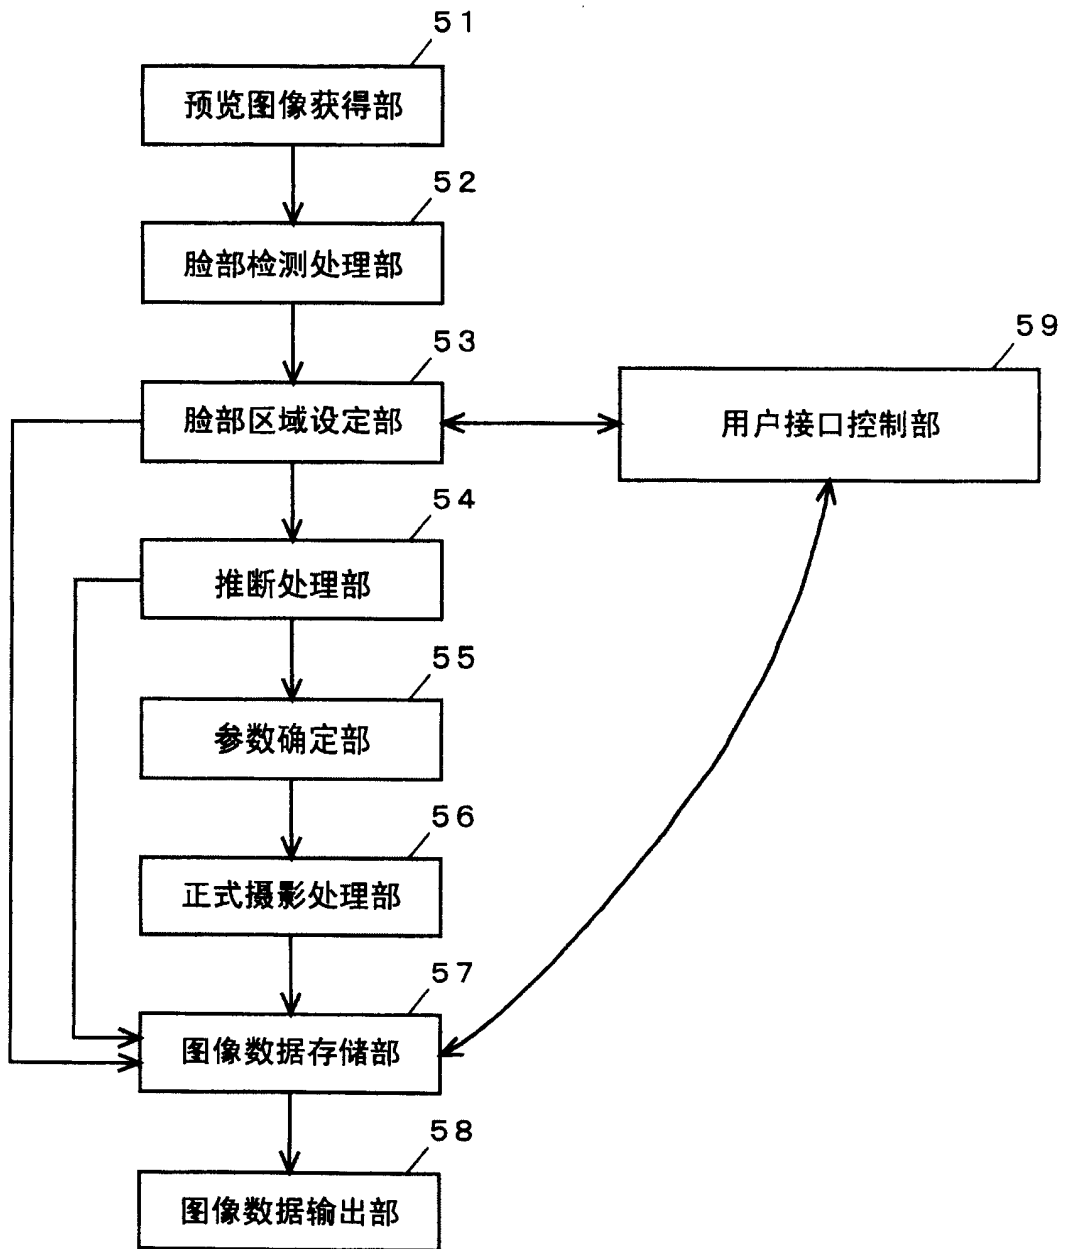 51
预览图像获得部
52
脸部检测处理部
53
脸部区域设定部
59
用户接口控制部
54
推断处理部
55
参数确定部
56
正式摄影处理部
57
图像数据存储部
58
图像数据输出部